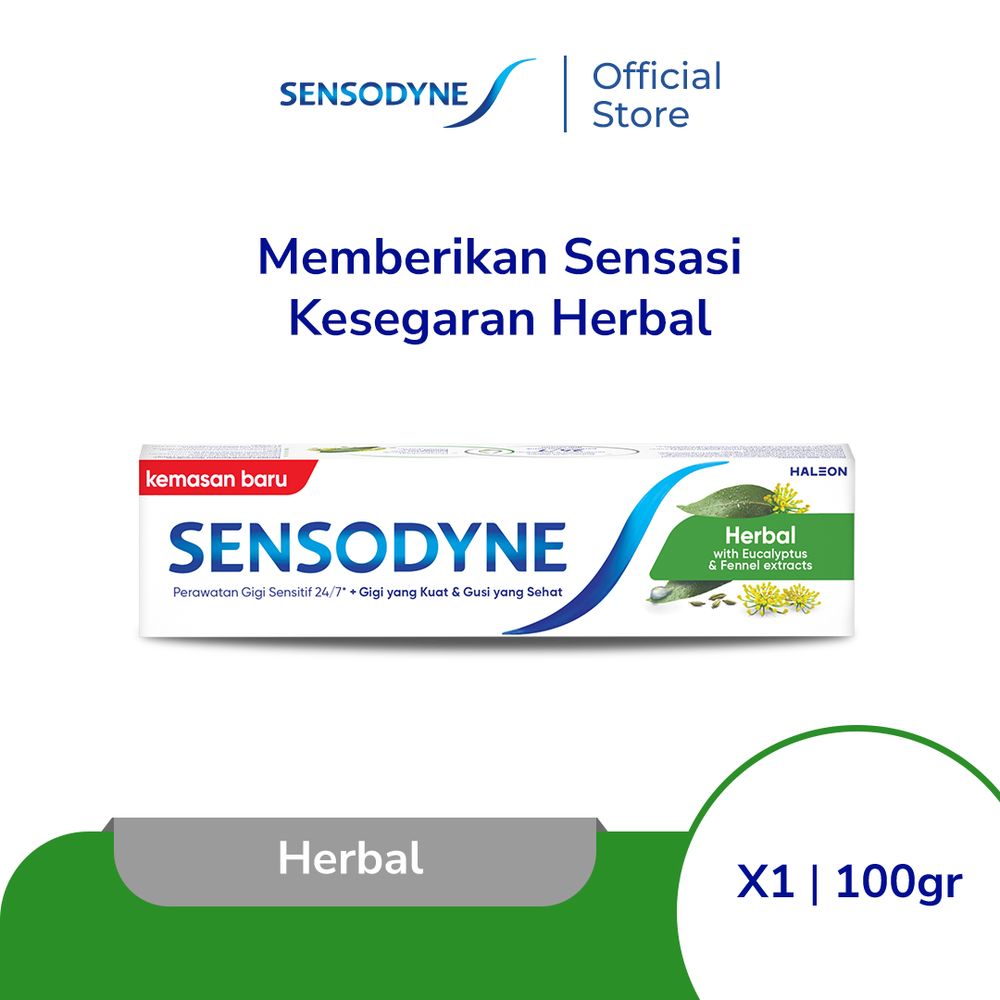 SENSODYNE
Official
Store
Memberikan Sensasi
Kesegaran Herbal
kemasan baru
HALEON
SENSODYNE
Herbal
with Eucalyptus
& Fennel extracts
Perawatan Gigi Sensitif 24/7* + Gigi yang Kuat & Gusi yang Sehat
Herbal
X1 | 100gr